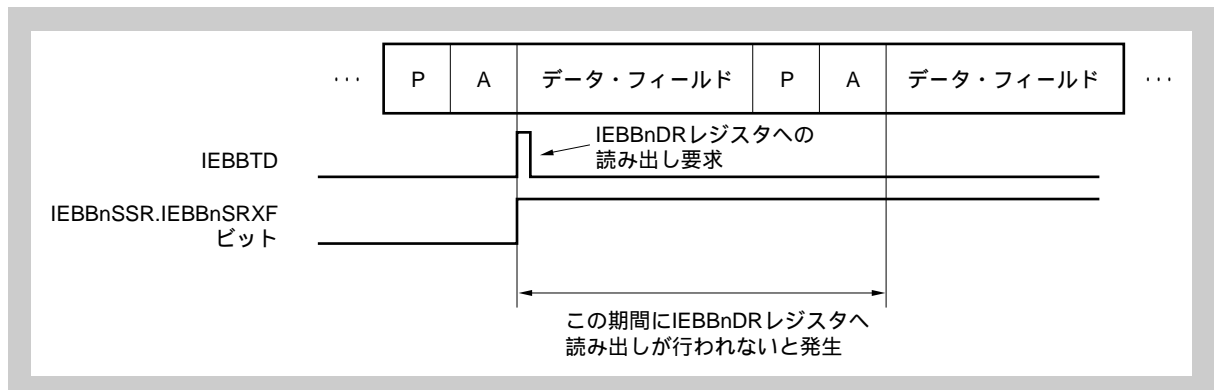 ··· P A データ・フィールド P A データ・フィールド ···
IEBBnDRレジスタへの
読み出し要求
IEBBTD
IEBBnSSR.IEBBnSRXF
ビット
この期間にIEBBnDRレジスタへ
読み出しが行われないと発生